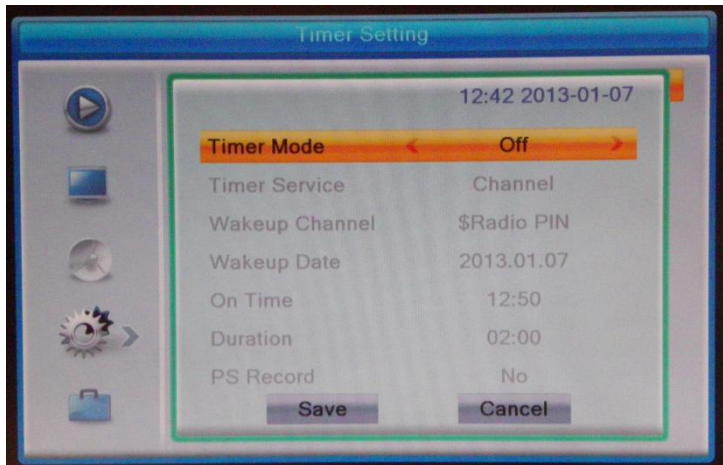 Timer Setting
12:42 2013-01-07
Timer Mode Off
Timer Service Channel
Wakeup Channel $Radio PIN
Wakeup Date 2013.01.07
On Time 12:50
Duration 02:00
PS Record No
Save Cancel